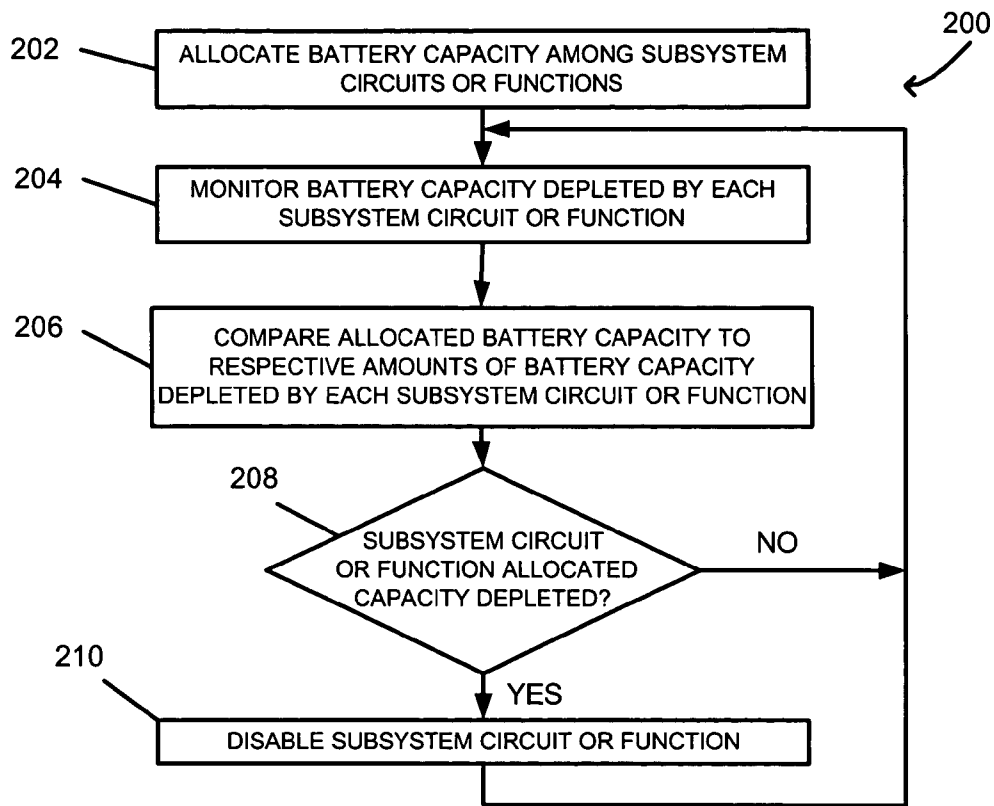 200
202
ALLOCATE BATTERY CAPACITY AMONG SUBSYSTEM
CIRCUITS OR FUNCTIONS
204
MONITOR BATTERY CAPACITY DEPLETED BY EACH
SUBSYSTEM CIRCUIT OR FUNCTION
206
COMPARE ALLOCATED BATTERY CAPACITY TO
RESPECTIVE AMOUNTS OF BATTERY CAPACITY
DEPLETED BY EACH SUBSYSTEM CIRCUIT OR FUNCTION
208
SUBSYSTEM CIRCUIT
OR FUNCTION ALLOCATED
CAPACITY DEPLETED?
NO
YES
210
DISABLE SUBSYSTEM CIRCUIT OR FUNCTION